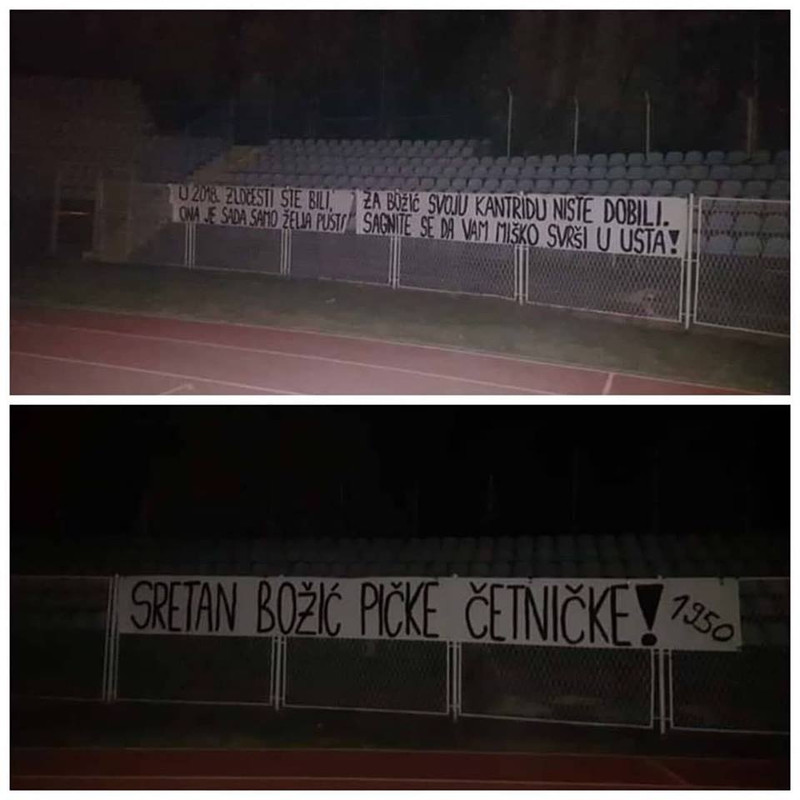 U 2018. ZLOČESTI STE BILI,
ONA JE SADA SAMO ŽELJA PUSTA
ZA BOŽIĆ SVOJU KANTRIDU NISTE DOBILI.
SAGNITE SE DA VAM MIŠKO SVRŠI U USTA!
SRETAN BOŽIĆ PIČKE ČETNIČKE! 1950